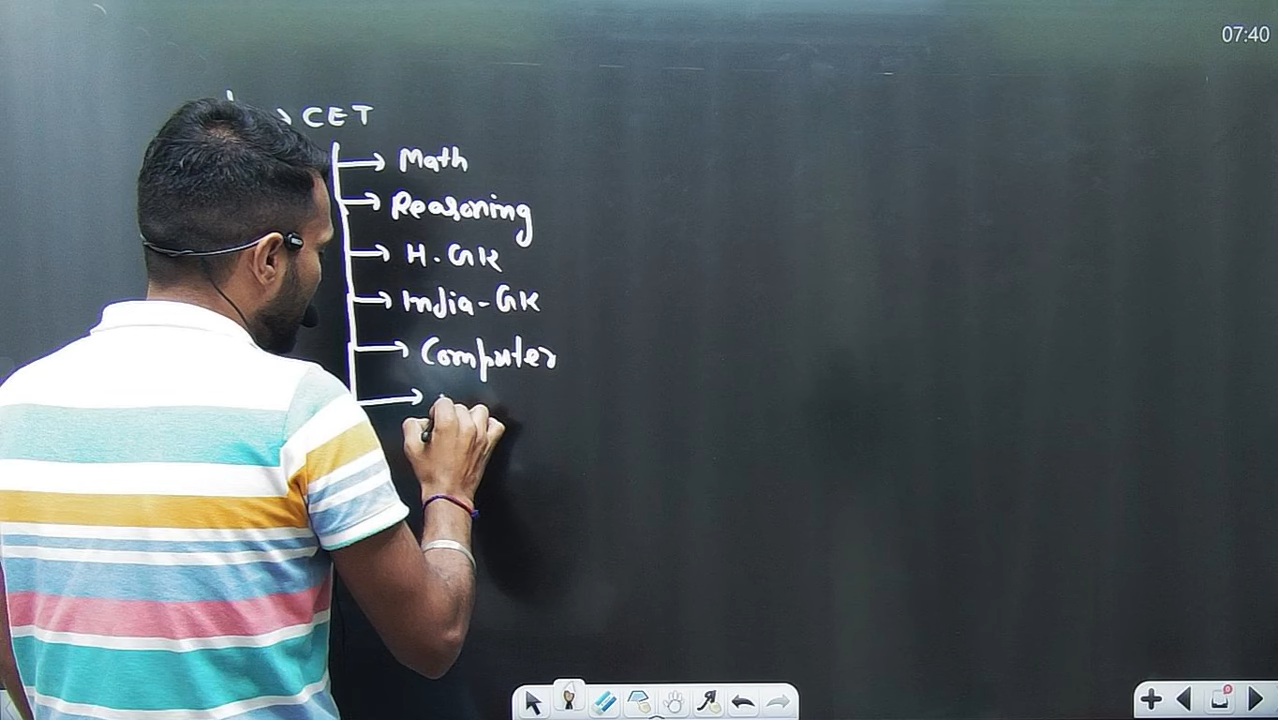 07:40
CET
Math
Reasoning
H.GK
India-GK
Computer